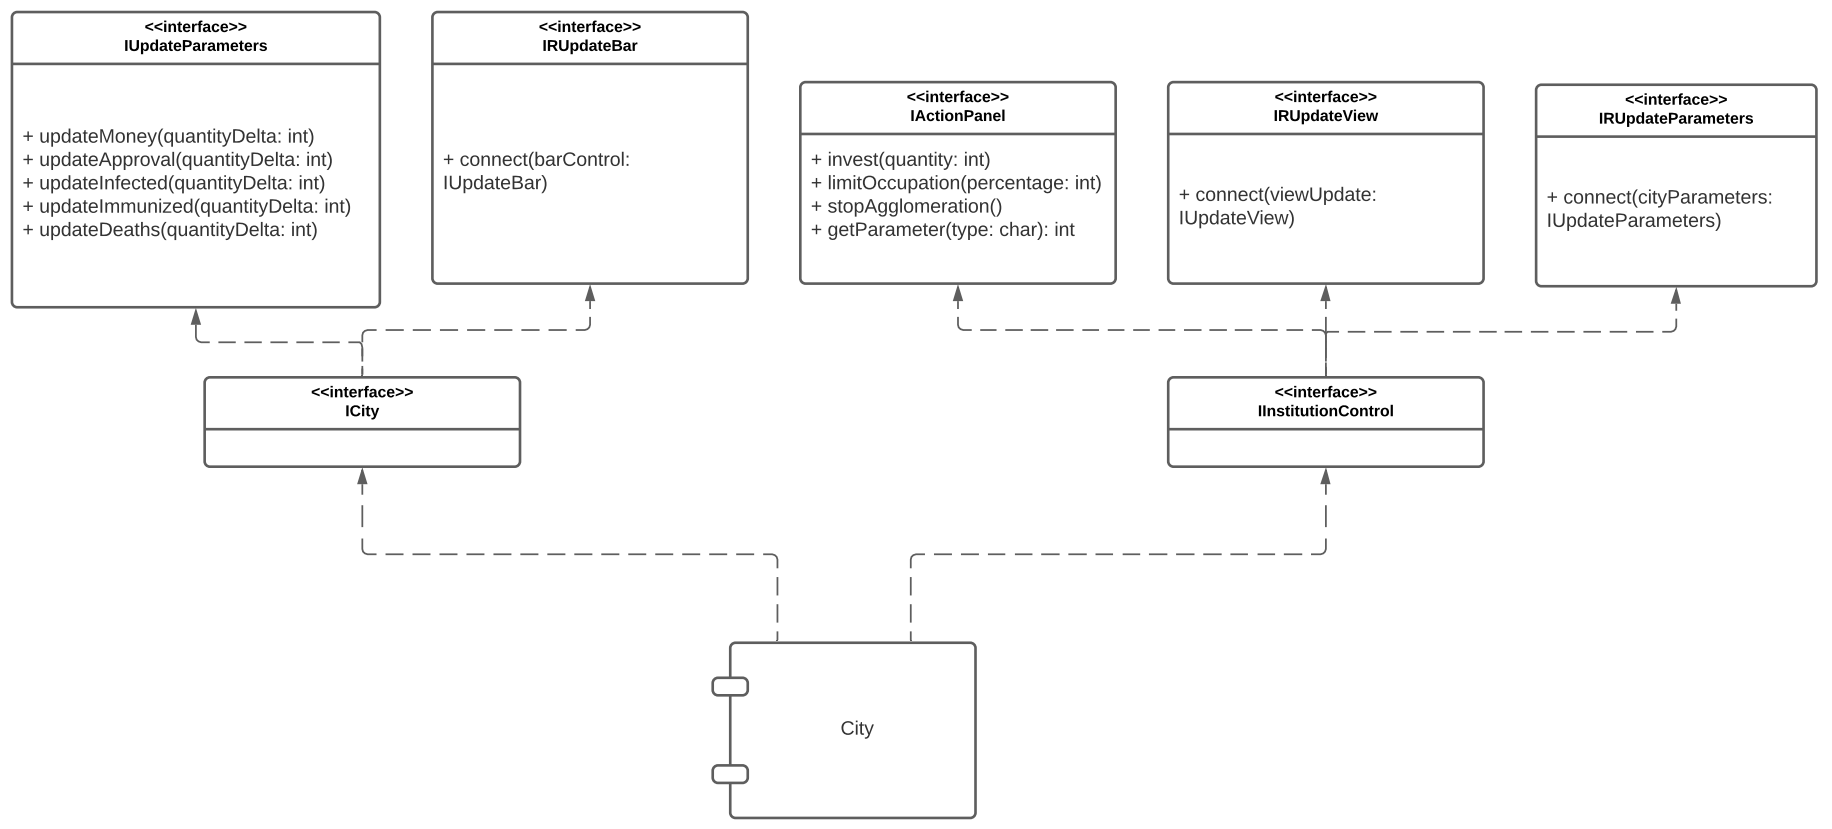 <<interface>>
IUpdateParameters
+ updateMoney(quantityDelta: int)
+ updateApproval(quantityDelta: int)
+ updateInfected(quantityDelta: int)
+ updateImmunized(quantityDelta: int)
+ updateDeaths(quantityDelta: int)
<<interface>>
IRUpdateBar
+ connect(barControl:
IUpdateBar)
<<interface>>
IActionPanel
+ invest(quantity: int)
+ limitOccupation(percentage: int)
+ stopAgglomeration()
+ getParameter(type: char): int
<<interface>>
IRUpdateView
+ connect(viewUpdate:
IUpdateView)
<<interface>>
IRUpdateParameters
+ connect(cityParameters:
IUpdateParameters)
<<interface>>
ICity
<<interface>>
IInstitutionControl
City